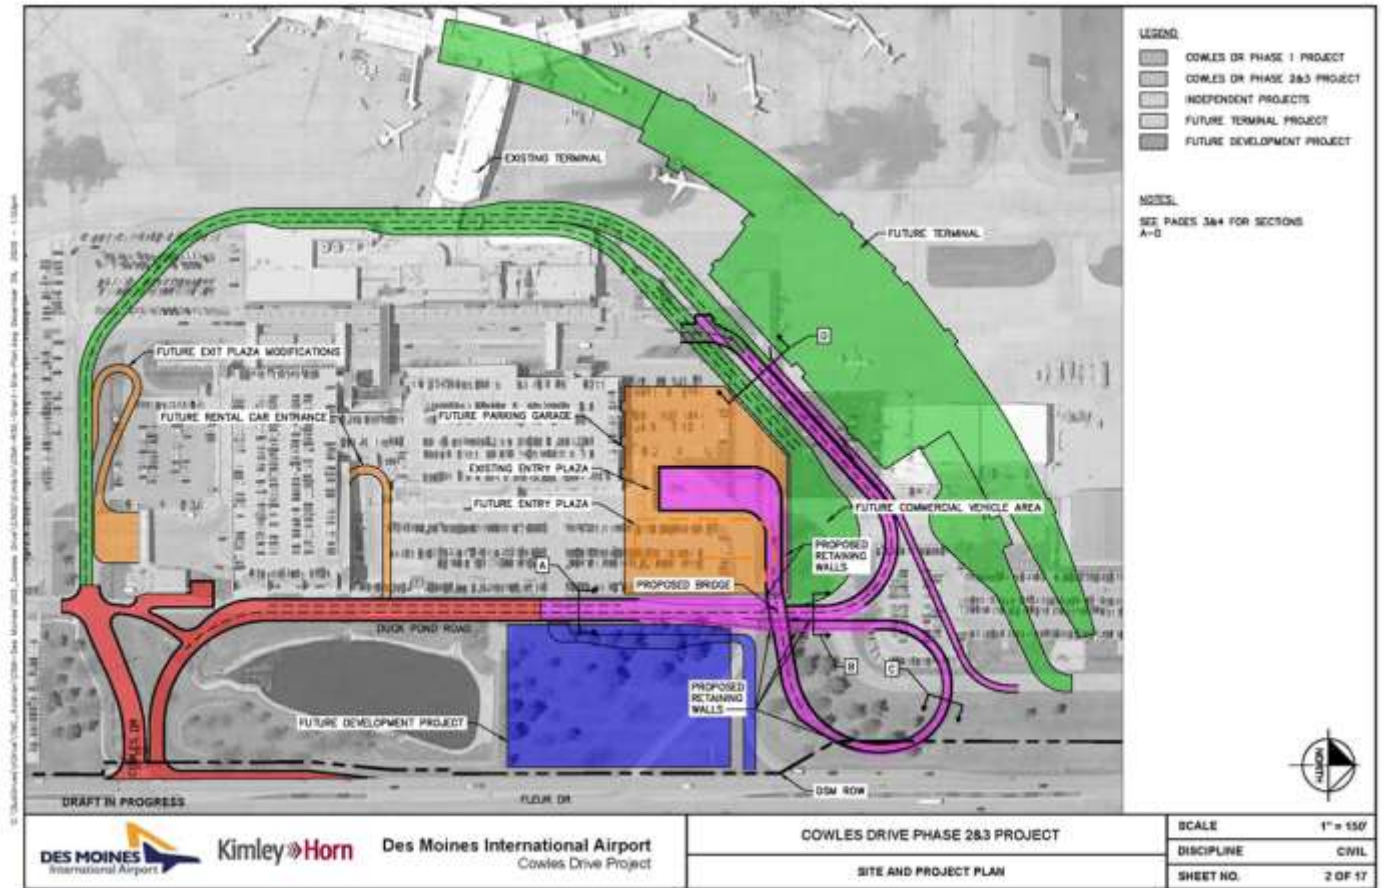 LEGEND:
COWLES DR PHASE 1 PROJECT
COWLES DR PHASE 2&3 PROJECT
INDEPENDENT PROJECTS
FUTURE TERMINAL PROJECT
FUTURE DEVELOPMENT PROJECT
NOTES:
SEE PAGES 3&4 FOR SECTIONS
A-D
EXISTING TERMINAL
FUTURE TERMINAL
D
FUTURE EXIT PLAZA MODIFICATIONS
FUTURE RENTAL CAR ENTRANCE
FUTURE PARKING GARAGE
EXISTING ENTRY PLAZA
FUTURE ENTRY PLAZA
FUTURE COMMERCIAL VEHICLE AREA
PROPOSED
RETAINING
WALLS
A
PROPOSED BRIDGE
DUCK POND ROAD
B
C
PROPOSED
RETAINING
WALLS
FUTURE DEVELOPMENT PROJECT
COWLES DR
DSM ROW
NORTH
DRAFT IN PROGRESS
FLEUR DR
DES MOINES
International Airport
Kimley»Horn
Des Moines International Airport
Cowles Drive Project
COWLES DRIVE PHASE 2&3 PROJECT
SITE AND PROJECT PLAN
SCALE 1" = 150'
DISCIPLINE CIVIL
SHEET NO. 2 OF 17